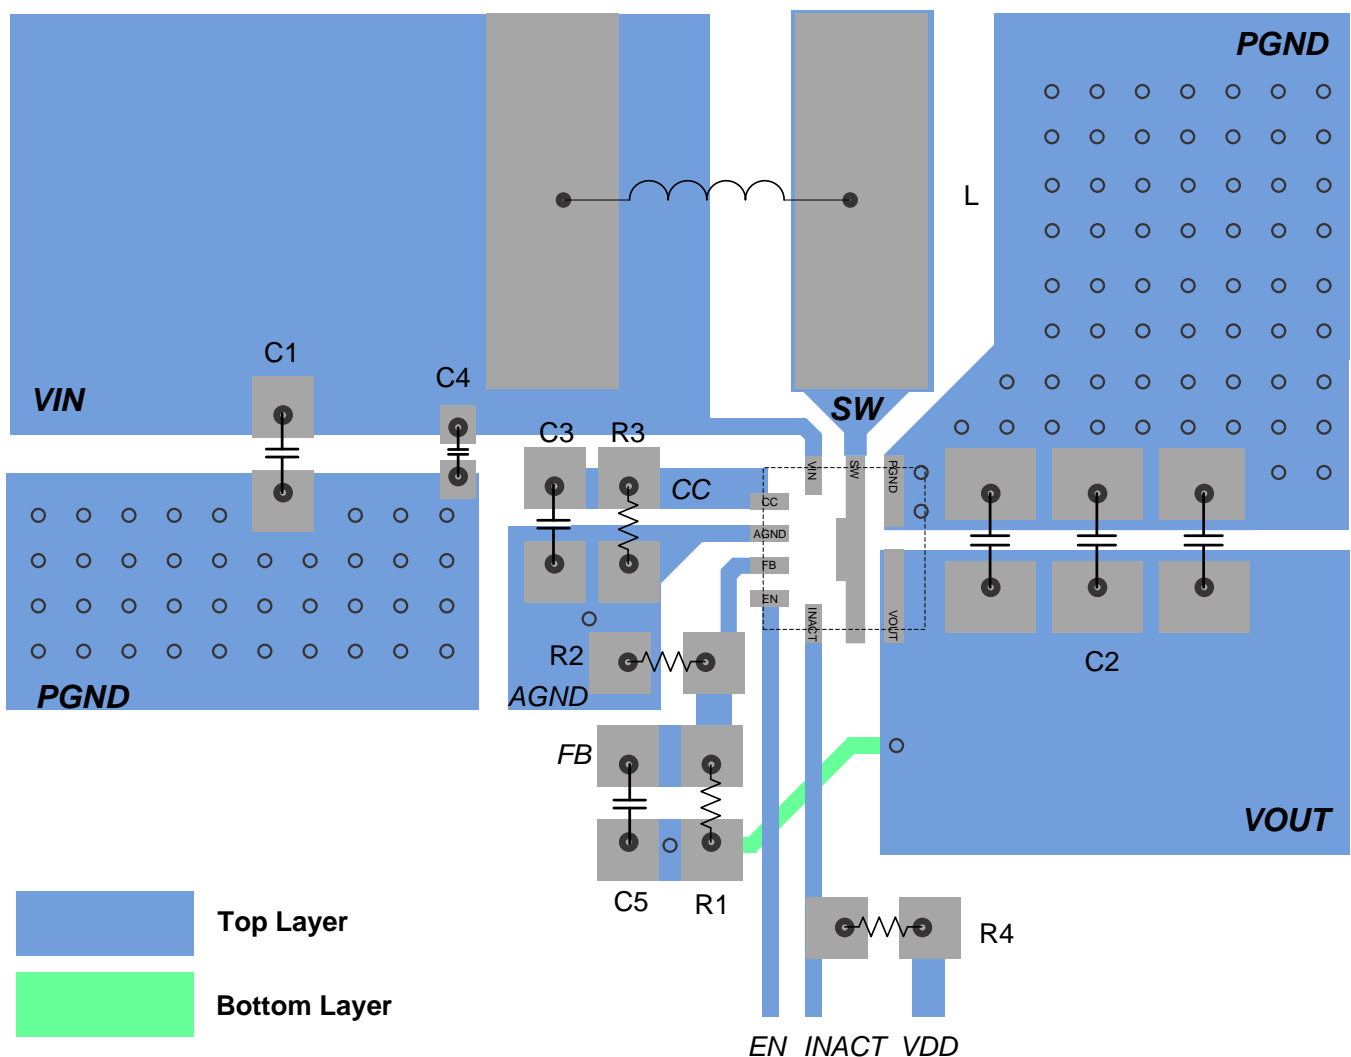 PGND
L
C1
C4
VIN
SW
C3
R3
CC
VIN
SW
PGND
CC
AGND
FB
EN
INACT
VOUT
R2
C2
AGND
PGND
FB
VOUT
C5
R1
Top Layer
R4
Bottom Layer
EN INACT VDD